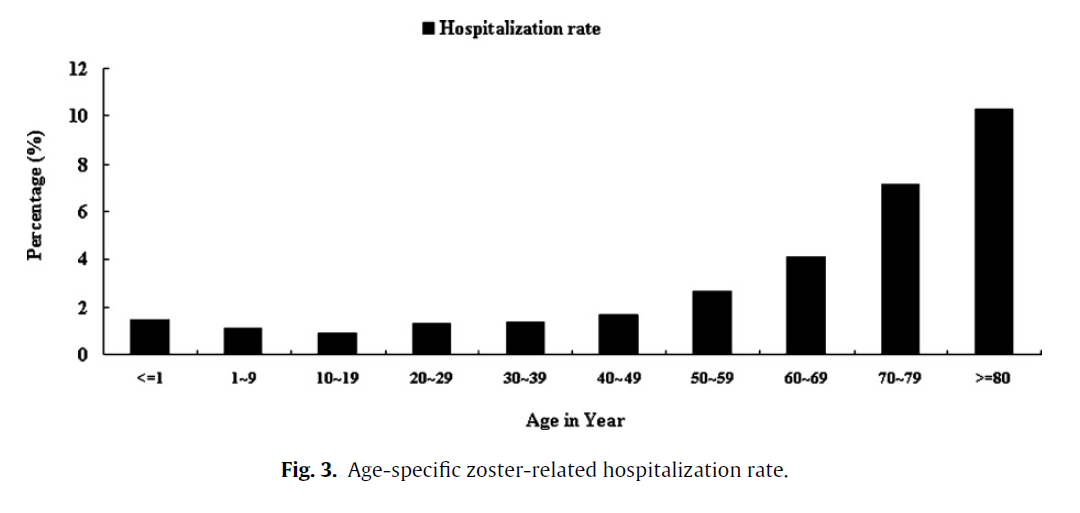 Hospitalization rate
12
10
8
6
4
2
0
Percentage (%)
<=1 1~9 10~19 20~29 30~39 40~49 50~59 60~69 70~79 >=80
Age in Year
Fig. 3. Age-specific zoster-related hospitalization rate.